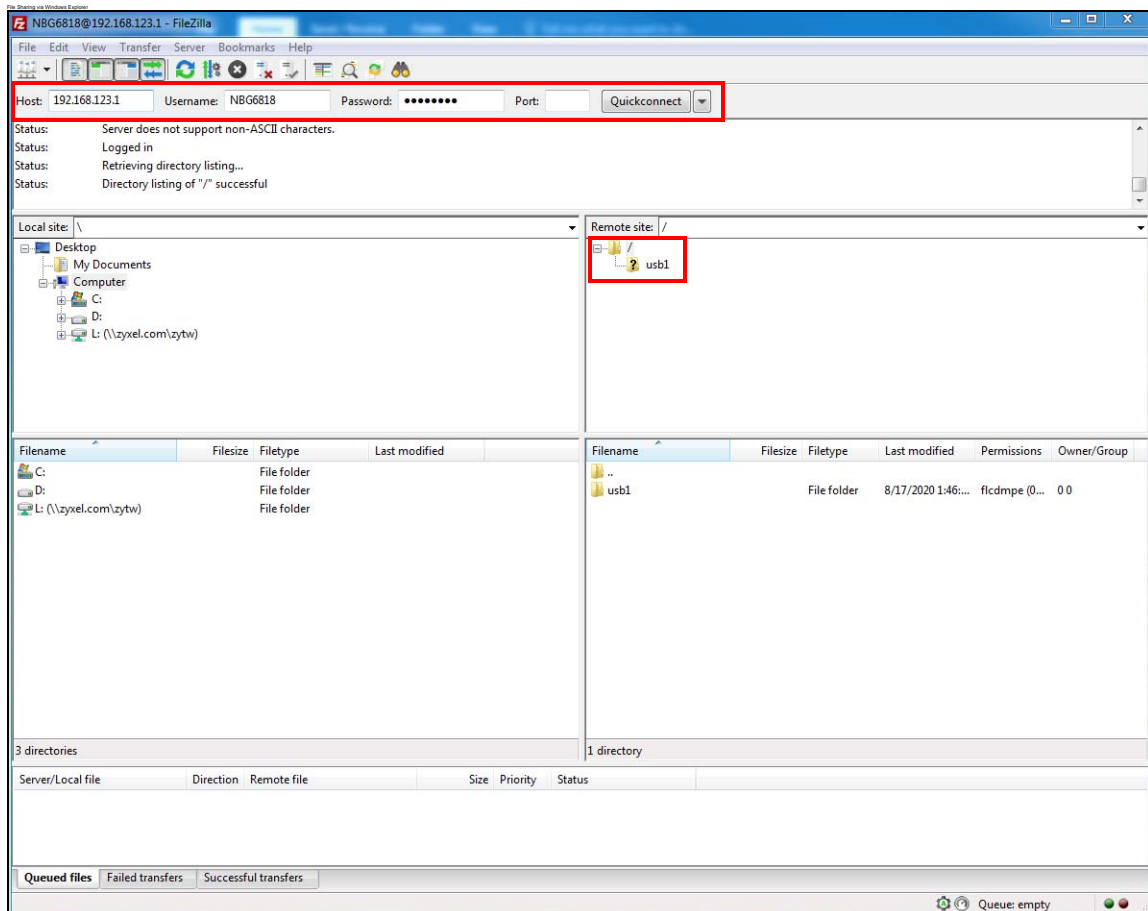 File Sharing via Windows Explorer
NBG6818@192.168.123.1 - FileZilla
File Edit View Transfer Server Bookmarks Help
Host: 192.168.123.1 Username: NBG6818 Password: ●●●●●●●● Port: Quickconnect
Status: Server does not support non-ASCII characters.
Status: Logged in
Status: Retrieving directory listing...
Status: Directory listing of "/" successful
Local site: \
Desktop
My Documents
Computer
C:
D:
L: (\\zyxel.com\zytw)
Remote site: /
/
? usb1
Filename Filesize Filetype Last modified
C: File folder
D: File folder
L: (\\zyxel.com\zytw) File folder
3 directories
Filename Filesize Filetype Last modified Permissions Owner/Group
..
usb1 File folder 8/17/2020 1:46:... flcdmpe (0... 0 0
1 directory
Server/Local file Direction Remote file Size Priority Status
Queued files Failed transfers Successful transfers
Queue: empty